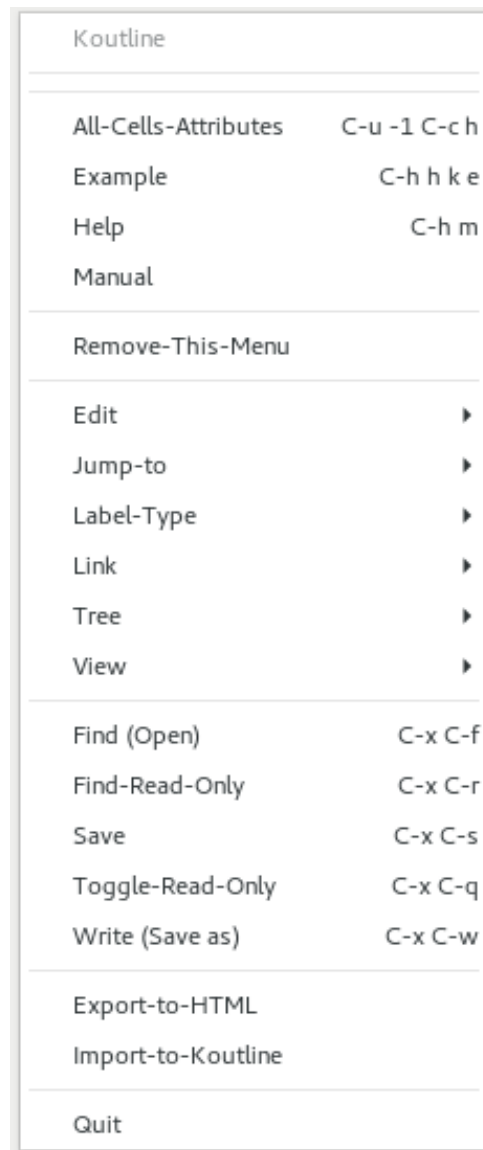 Koutline
All-Cells-Attributes C-u -1 C-c h
Example C-h h k e
Help C-h m
Manual
Remove-This-Menu
Edit
Jump-to
Label-Type
Link
Tree
View
Find (Open) C-x C-f
Find-Read-Only C-x C-r
Save C-x C-s
Toggle-Read-Only C-x C-q
Write (Save as) C-x C-w
Export-to-HTML
Import-to-Koutline
Quit